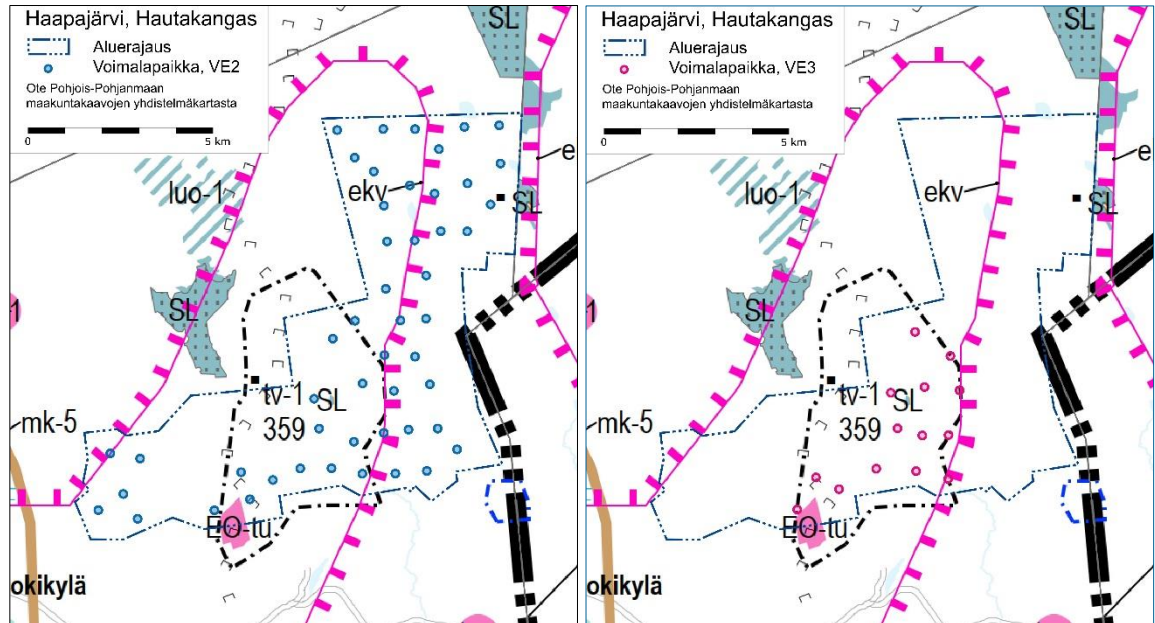 Haapajärvi, Hautakangas
Aluerajaus
Voimalapaikka, VE2
Ote Pohjois-Pohjanmaan
maakuntakaavojen yhdistelmäkartasta
0 5 km
SL
e
luo-1
ekv
SL
SL
1
tv-1
SL
359
mk-5
EO-tu
okikylä
Haapajärvi, Hautakangas
Aluerajaus
Voimalapaikka, VE3
Ote Pohjois-Pohjanmaan
maakuntakaavojen yhdistelmäkartasta
0 5 km
SL
e
luo-1
ekv
SL
SL
1
tv-1
SL
359
mk-5
EO-tu
okikylä